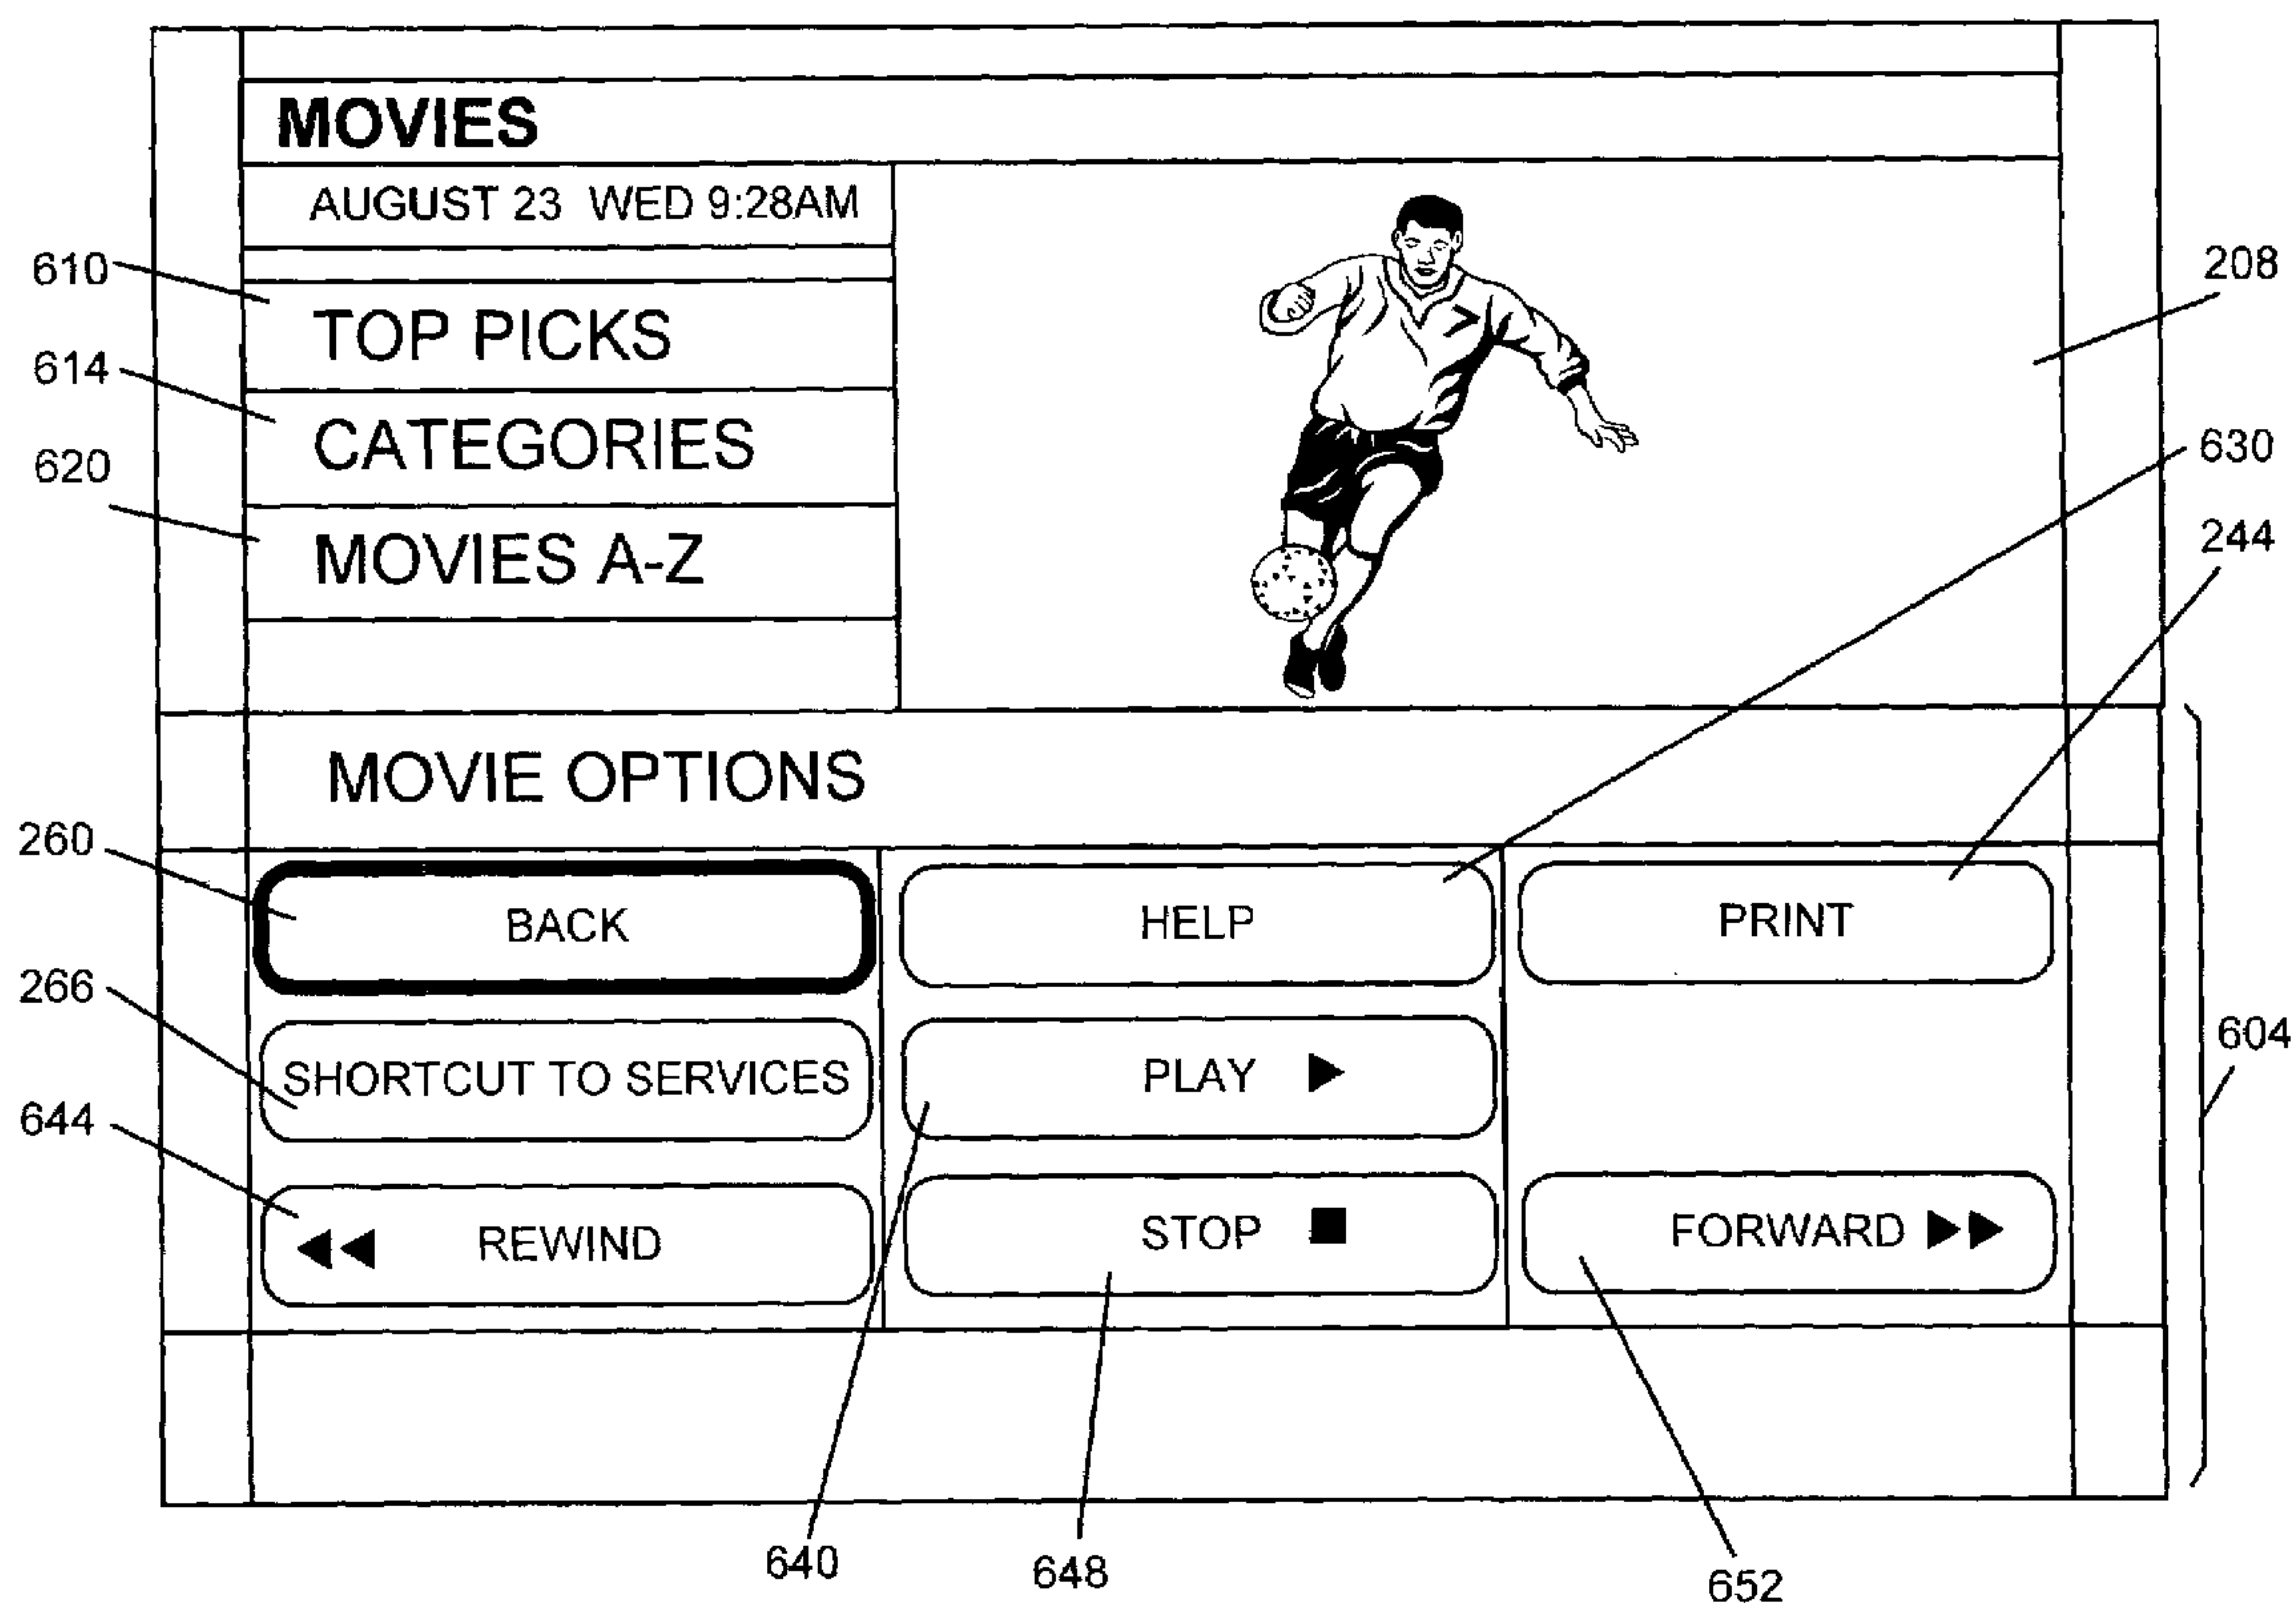 MOVIES
AUGUST 23 WED 9:28AM
610
TOP PICKS
208
614
CATEGORIES
630
620
MOVIES A-Z
244
MOVIE OPTIONS
260
BACK
HELP
PRINT
266
SHORTCUT TO SERVICES
PLAY ▶
604
644
◀◀ REWIND
STOP ■
FORWARD ▶▶
640
648
652